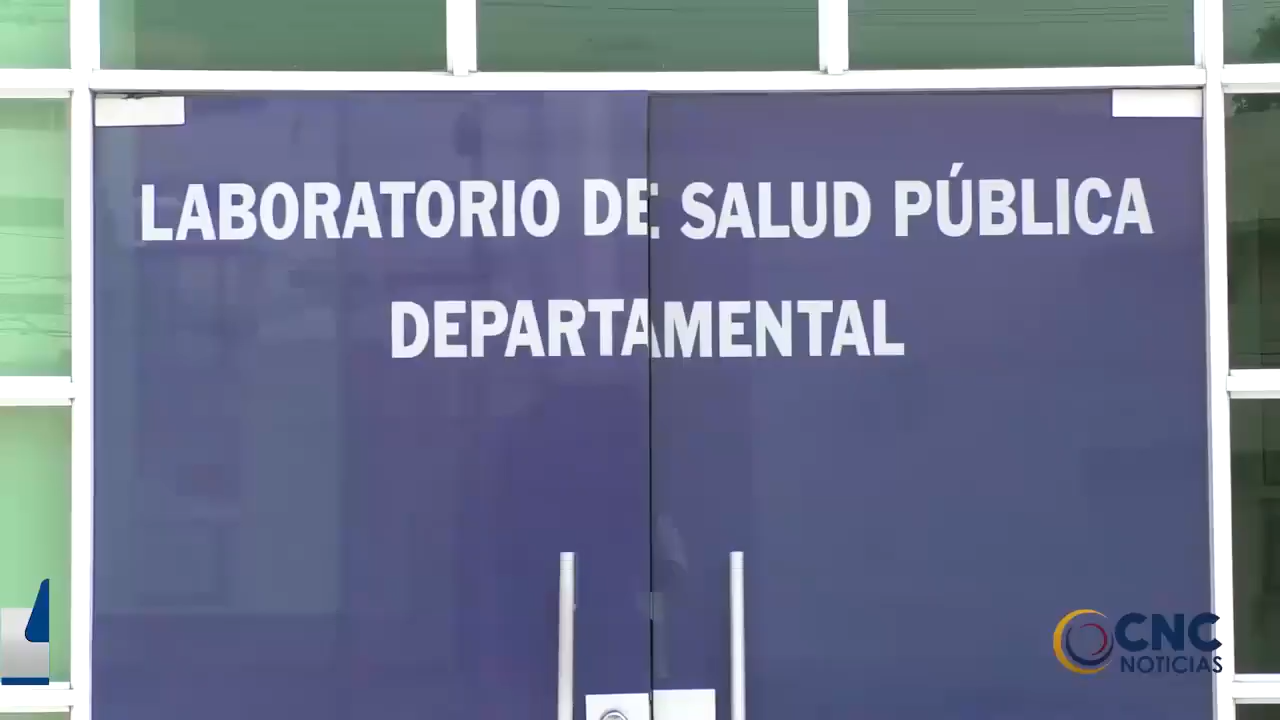 LABORATORIO DE SALUD PÚBLICA
DEPARTAMENTAL
CNC
NOTICIAS